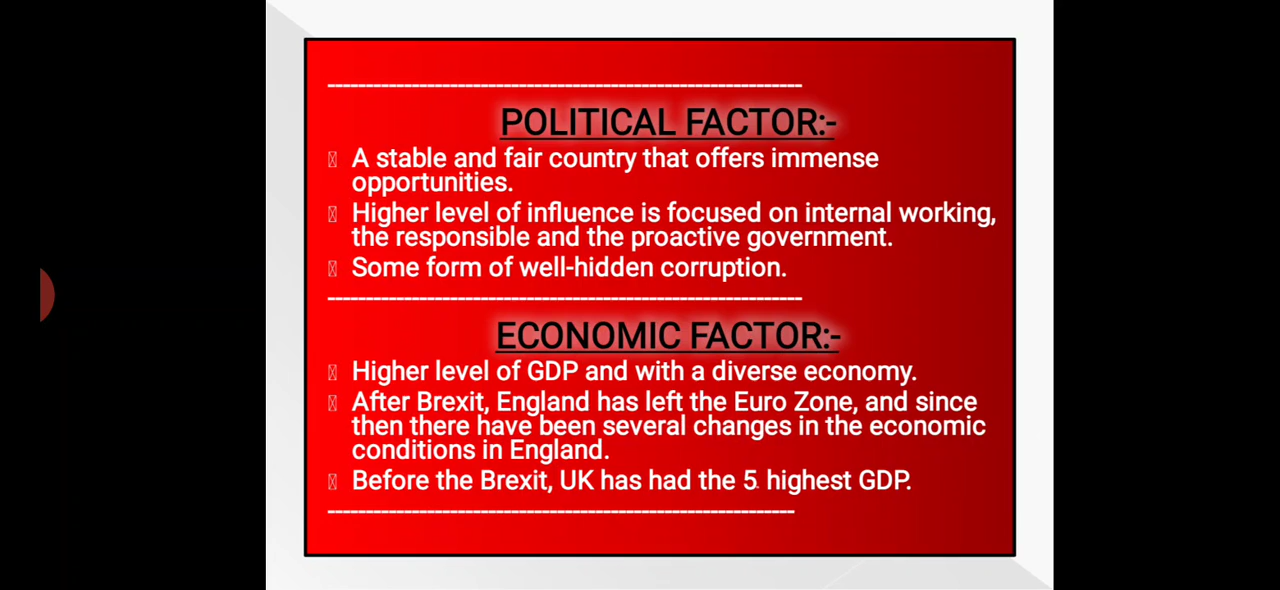 POLITICAL FACTOR:-
A stable and fair country that offers immense
opportunities.
Higher level of influence is focused on internal working,
the responsible and the proactive government.
Some form of well-hidden corruption.
ECONOMIC FACTOR:-
Higher level of GDP and with a diverse economy.
After Brexit, England has left the Euro Zone, and since
then there have been several changes in the economic
conditions in England.
Before the Brexit, UK has had the 5. highest GDP.